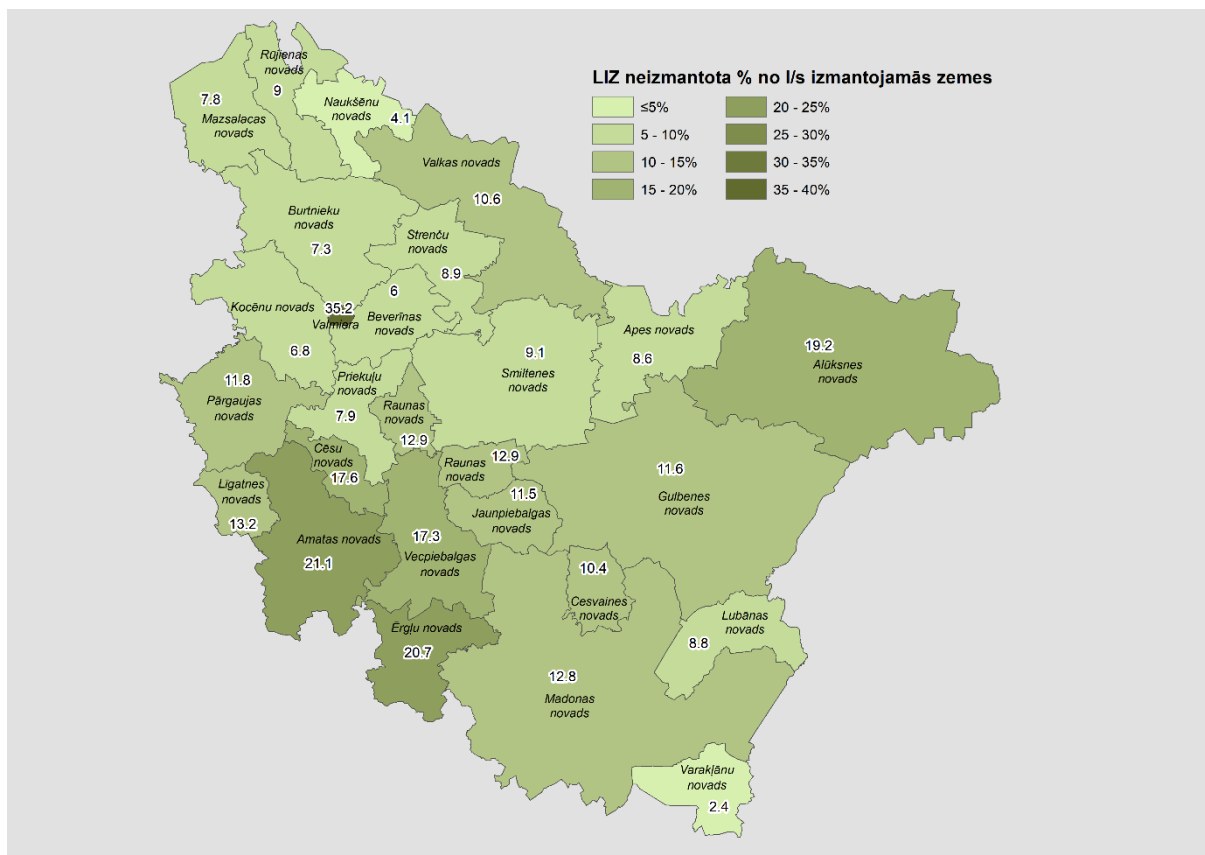 LIZ neizmantota % no l/s izmantojamās zemes
≤5%
5 - 10%
10 - 15%
15 - 20%
20 - 25%
25 - 30%
30 - 35%
35 - 40%
Rūjienas
novads
9
7.8
Mazsalacas
novads
Naukšēnu
novads
4.1
Valkas novads
10.6
Burtnieku
novads
7.3
Strenču
novads
8.9
Kocēnu novads
6.8
35.2
Valmiera
6
Beverīnas
novads
Apes novads
8.6
9.1
Smiltenes
novads
19.2
Alūksnes
novads
11.8
Pārgaujas
novads
Priekuļu
novads
7.9
Raunas
novads
12.9
Cēsu
novads
17.6
Raunas
novads
12.9
11.6
Gulbenes
novads
Līgatnes
novads
13.2
11.5
Jaunpiebalgas
novads
Amatas novads
21.1
17.3
Vecpiebalgas
novads
10.4
Cesvaines
novads
Lubānas
novads
8.8
Ērgļu novads
20.7
12.8
Madonas
novads
Varakļānu
novads
2.4